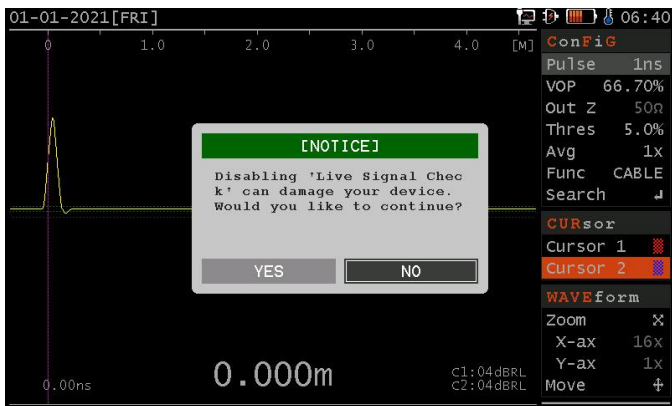 01-01-2021[FRI] 06:40
0 1.0 2.0 3.0 4.0 [M]
[NOTICE]
Disabling 'Live Signal Chec
k' can damage your device.
Would you like to continue?
YES NO
0.00ns
0.000m
C1:04dBRL
C2:04dBRL
ConFiG
Pulse 1ns
VOP 66.70%
Out Z 50Ω
Thres 5.0%
Avg 1x
Func CABLE
Search
CURsor
Cursor 1
Cursor 2
WAVEform
Zoom
X-ax 16x
Y-ax 1x
Move